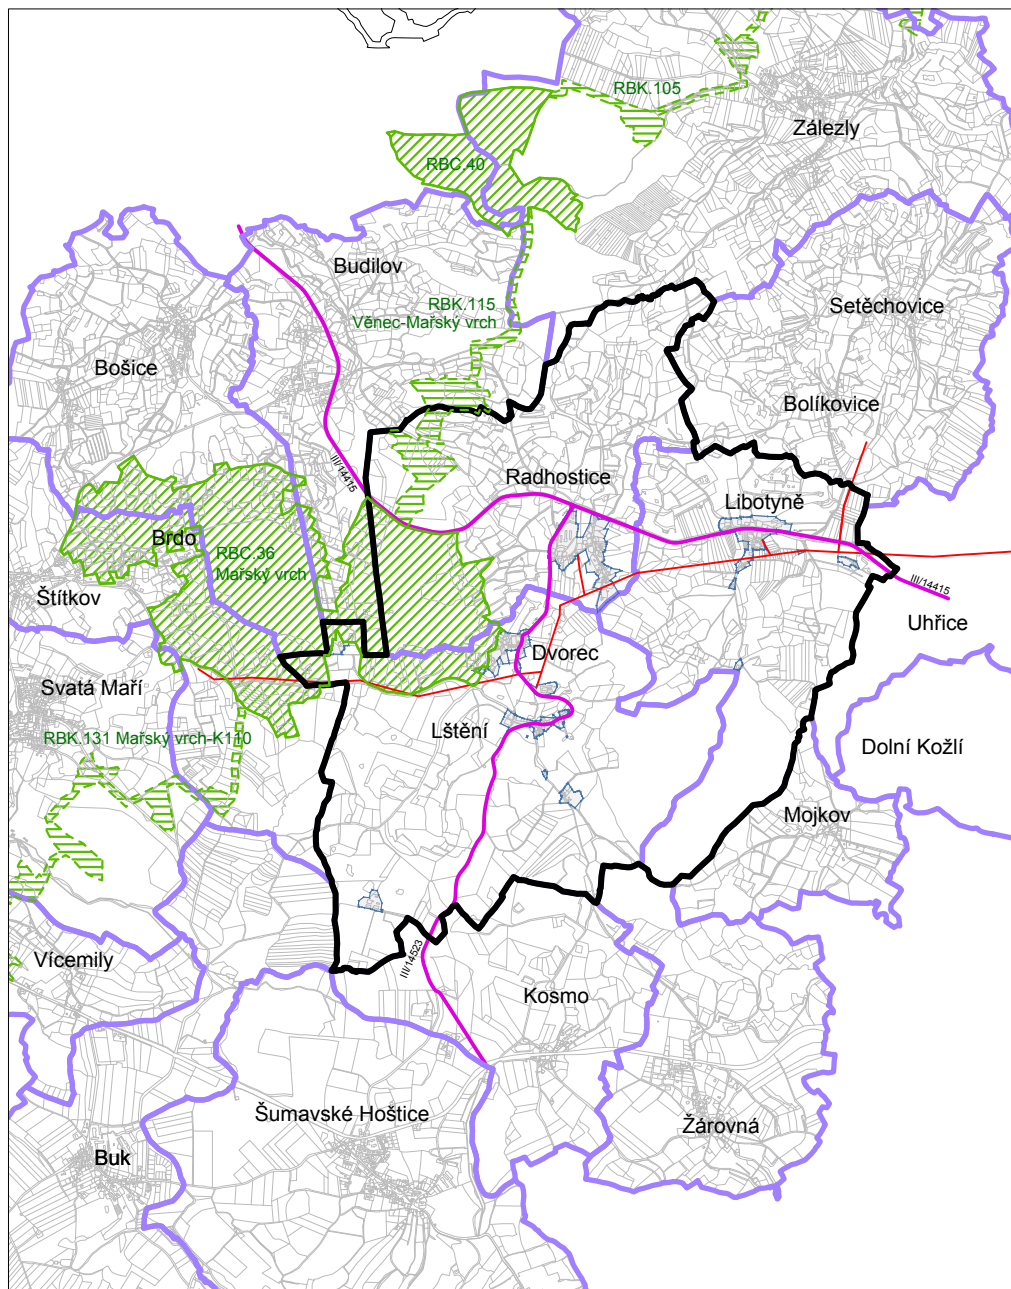 RBK.105
Zálezly
RBC.40
Budilov
RBK.115
Věnec-Mařský vrch
Setěchovice
Bošice
Bolíkovice
III/14415
Radhostice
Libotyně
Brdo
RBC.36
Mařský vrch
Štítkov
III/14415
Uhřice
Dvorec
Svatá Maří
Lštění
RBK.131 Mařský vrch-K110
Dolní Kožlí
Mojkov
Vícemily
III/14523
Kosmo
Šumavské Hoštice
Žárovná
Buk